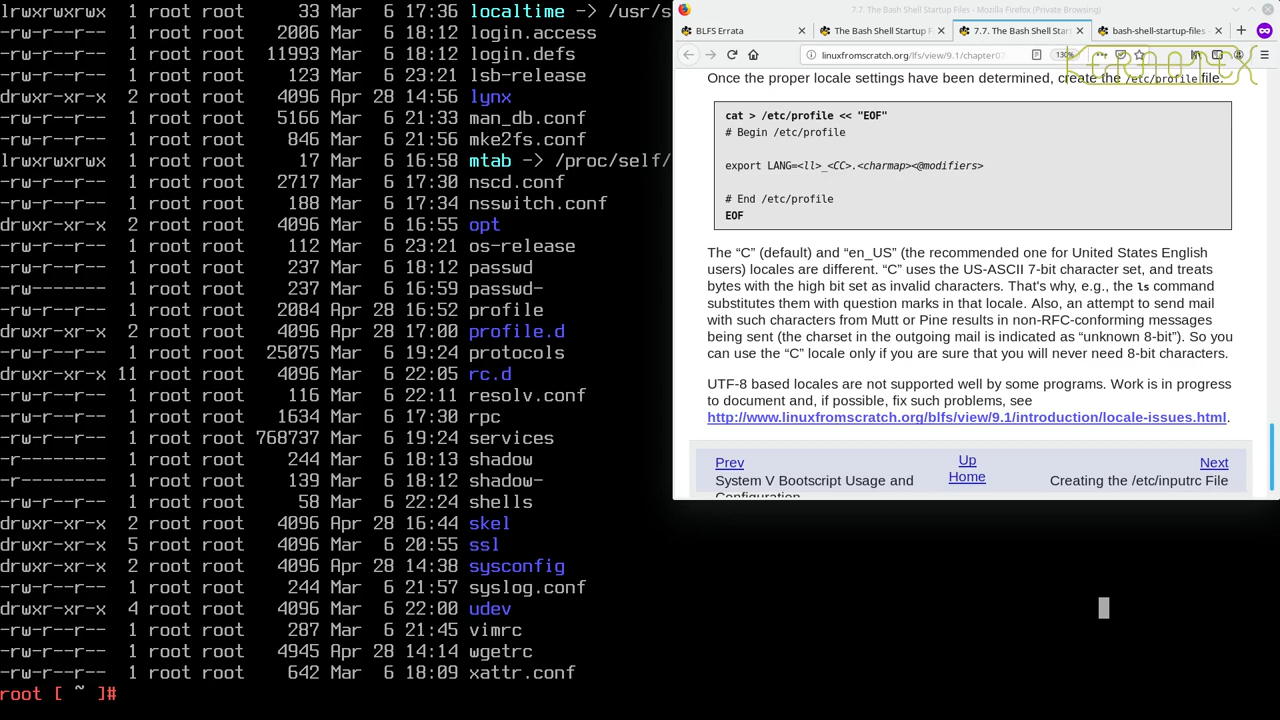 lrwxrwxrwx 1 root root 33 Mar 6 17:36 localtime -> /usr/s
-rw-r--r-- 1 root root 2006 Mar 6 18:12 login.access
-rw-r--r-- 1 root root 11993 Mar 6 18:12 login.defs
-rw-r--r-- 1 root root 123 Mar 6 23:21 lsb-release
drwxr-xr-x 2 root root 4096 Apr 28 14:56 lynx
-rw-r--r-- 1 root root 5166 Mar 6 21:33 man_db.conf
-rw-r--r-- 1 root root 846 Mar 6 21:56 mke2fs.conf
lrwxrwxrwx 1 root root 17 Mar 6 16:58 mtab -> /proc/self/
-rw-r--r-- 1 root root 2717 Mar 6 17:30 nscd.conf
-rw-r--r-- 1 root root 188 Mar 6 17:34 nsswitch.conf
drwxr-xr-x 2 root root 4096 Mar 6 16:55 opt
-rw-r--r-- 1 root root 112 Mar 6 23:21 os-release
-rw-r--r-- 1 root root 237 Mar 6 18:12 passwd
-rw------- 1 root root 237 Mar 6 16:59 passwd-
-rw-r--r-- 1 root root 2084 Apr 28 16:52 profile
drwxr-xr-x 2 root root 4096 Apr 28 17:00 profile.d
-rw-r--r-- 1 root root 25075 Mar 6 19:24 protocols
drwxr-xr-x 11 root root 4096 Mar 6 22:05 rc.d
-rw-r--r-- 1 root root 116 Mar 6 22:11 resolv.conf
-rw-r--r-- 1 root root 1634 Mar 6 17:30 rpc
-rw-r--r-- 1 root root 768737 Mar 6 19:24 services
-r-------- 1 root root 244 Mar 6 18:13 shadow
-r-------- 1 root root 139 Mar 6 18:12 shadow-
-rw-r--r-- 1 root root 58 Mar 6 22:24 shells
drwxr-xr-x 2 root root 4096 Apr 28 16:44 skel
drwxr-xr-x 5 root root 4096 Mar 6 20:55 ssl
drwxr-xr-x 2 root root 4096 Apr 28 14:38 sysconfig
-rw-r--r-- 1 root root 244 Mar 6 21:57 syslog.conf
drwxr-xr-x 4 root root 4096 Mar 6 22:00 udev
-rw-r--r-- 1 root root 287 Mar 6 21:45 vimrc
-rw-r--r-- 1 root root 4945 Apr 28 14:14 wgetrc
-rw-r--r-- 1 root root 642 Mar 6 18:09 xattr.conf
root [ ~ ]#
7.7. The Bash Shell Startup Files - Mozilla Firefox (Private Browsing)
BLFS Errata
The Bash Shell Startup F
7.7. The Bash Shell Star
bash-shell-startup-files
linuxfromscratch.org/lfs/view/9.1/chapter07
130%
KERNOTEX
Once the proper locale settings have been determined, create the /etc/profile file:
cat > /etc/profile << "EOF"
# Begin /etc/profile
export LANG=<ll>_<CC>.<charmap><@modifiers>
# End /etc/profile
EOF
The “C” (default) and “en_US” (the recommended one for United States English
users) locales are different. “C” uses the US-ASCII 7-bit character set, and treats
bytes with the high bit set as invalid characters. That's why, e.g., the ls command
substitutes them with question marks in that locale. Also, an attempt to send mail
with such characters from Mutt or Pine results in non-RFC-conforming messages
being sent (the charset in the outgoing mail is indicated as “unknown 8-bit”). So you
can use the “C” locale only if you are sure that you will never need 8-bit characters.
UTF-8 based locales are not supported well by some programs. Work is in progress
to document and, if possible, fix such problems, see
http://www.linuxfromscratch.org/blfs/view/9.1/introduction/locale-issues.html.
Prev
Up
Next
System V Bootscript Usage and
Configuration
Home
Creating the /etc/inputrc File